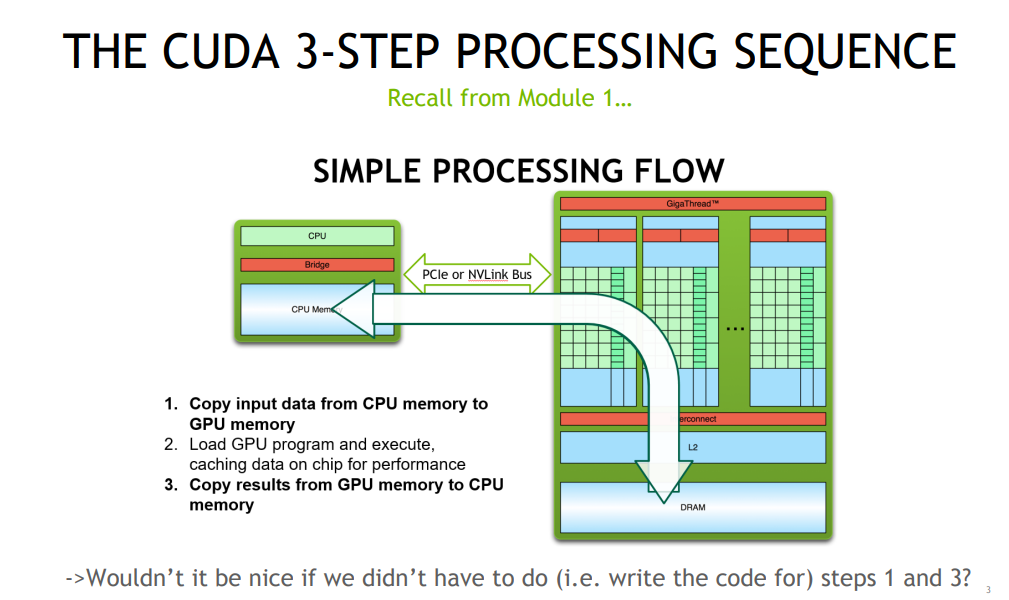 THE CUDA 3-STEP PROCESSING SEQUENCE
Recall from Module 1…
SIMPLE PROCESSING FLOW
GigaThread™
CPU
Bridge
PCIe or NVLink Bus
CPU Mem
1. Copy input data from CPU memory to
GPU memory
2. Load GPU program and execute,
caching data on chip for performance
3. Copy results from GPU memory to CPU
memory
...
erconnect
L2
DRAM
->Wouldn't it be nice if we didn't have to do (i.e. write the code for) steps 1 and 3?
3